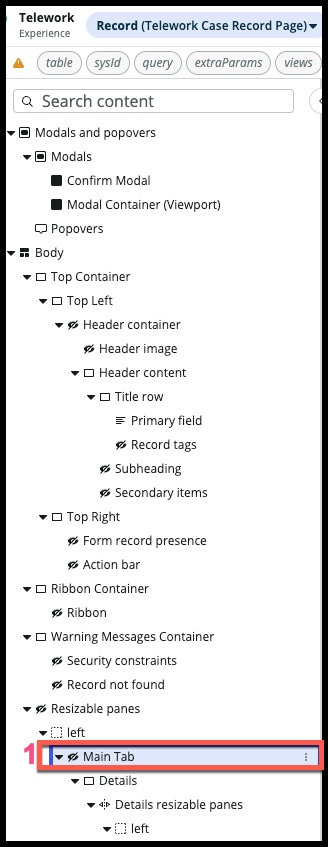 Telework
Experience
Record (Telework Case Record Page)
table
sysId
query
extraParams
views
Search content
Modals and popovers
Modals
Confirm Modal
Modal Container (Viewport)
Popovers
Body
Top Container
Top Left
Header container
Header image
Header content
Title row
Primary field
Record tags
Subheading
Secondary items
Top Right
Form record presence
Action bar
Ribbon Container
Ribbon
Warning Messages Container
Security constraints
Record not found
Resizable panes
left
1 Main Tab
Details
Details resizable panes
left